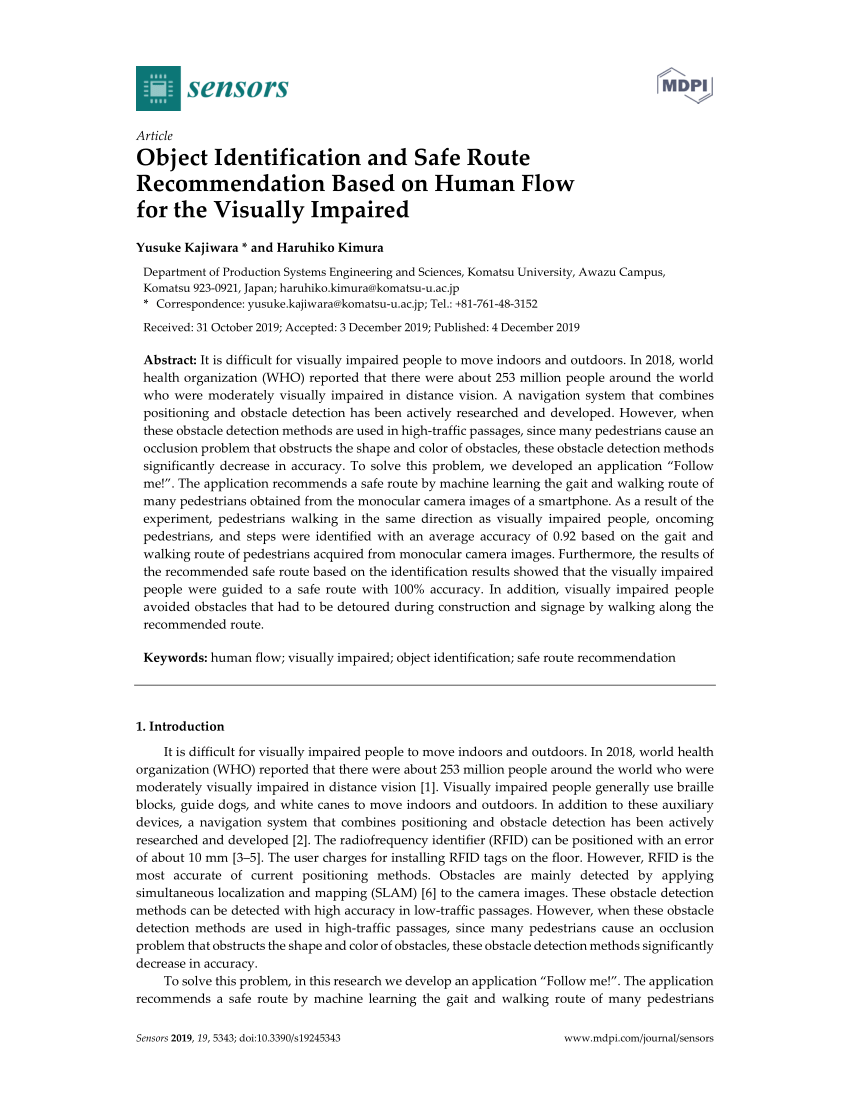 sensors
MDPI
Article
Object Identification and Safe Route
Recommendation Based on Human Flow
for the Visually Impaired
Yusuke Kajiwara * and Haruhiko Kimura
Department of Production Systems Engineering and Sciences, Komatsu University, Awazu Campus,
Komatsu 923-0921, Japan; haruhiko.kimura@komatsu-u.ac.jp
* Correspondence: yusuke.kajiwara@komatsu-u.ac.jp; Tel.: +81-761-48-3152
Received: 31 October 2019; Accepted: 3 December 2019; Published: 4 December 2019
Abstract: It is difficult for visually impaired people to move indoors and outdoors. In 2018, world
health organization (WHO) reported that there were about 253 million people around the world
who were moderately visually impaired in distance vision. A navigation system that combines
positioning and obstacle detection has been actively researched and developed. However, when
these obstacle detection methods are used in high-traffic passages, since many pedestrians cause an
occlusion problem that obstructs the shape and color of obstacles, these obstacle detection methods
significantly decrease in accuracy. To solve this problem, we developed an application “Follow
me!”. The application recommends a safe route by machine learning the gait and walking route of
many pedestrians obtained from the monocular camera images of a smartphone. As a result of the
experiment, pedestrians walking in the same direction as visually impaired people, oncoming
pedestrians, and steps were identified with an average accuracy of 0.92 based on the gait and
walking route of pedestrians acquired from monocular camera images. Furthermore, the results of
the recommended safe route based on the identification results showed that the visually impaired
people were guided to a safe route with 100% accuracy. In addition, visually impaired people
avoided obstacles that had to be detoured during construction and signage by walking along the
recommended route.
Keywords: human flow; visually impaired; object identification; safe route recommendation
1. Introduction
It is difficult for visually impaired people to move indoors and outdoors. In 2018, world health
organization (WHO) reported that there were about 253 million people around the world who were
moderately visually impaired in distance vision [1]. Visually impaired people generally use braille
blocks, guide dogs, and white canes to move indoors and outdoors. In addition to these auxiliary
devices, a navigation system that combines positioning and obstacle detection has been actively
researched and developed [2]. The radiofrequency identifier (RFID) can be positioned with an error
of about 10 mm [3–5]. The user charges for installing RFID tags on the floor. However, RFID is the
most accurate of current positioning methods. Obstacles are mainly detected by applying
simultaneous localization and mapping (SLAM) [6] to the camera images. These obstacle detection
methods can be detected with high accuracy in low-traffic passages. However, when these obstacle
detection methods are used in high-traffic passages, since many pedestrians cause an occlusion
problem that obstructs the shape and color of obstacles, these obstacle detection methods significantly
decrease in accuracy.
To solve this problem, in this research we develop an application “Follow me!”. The application
recommends a safe route by machine learning the gait and walking route of many pedestrians
Sensors 2019, 19, 5343; doi:10.3390/s19245343
www.mdpi.com/journal/sensors